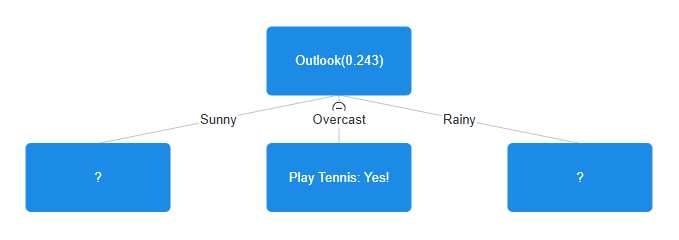 Outlook(0.243)
Sunny
Overcast
Rainy
?
Play Tennis: Yes!
?